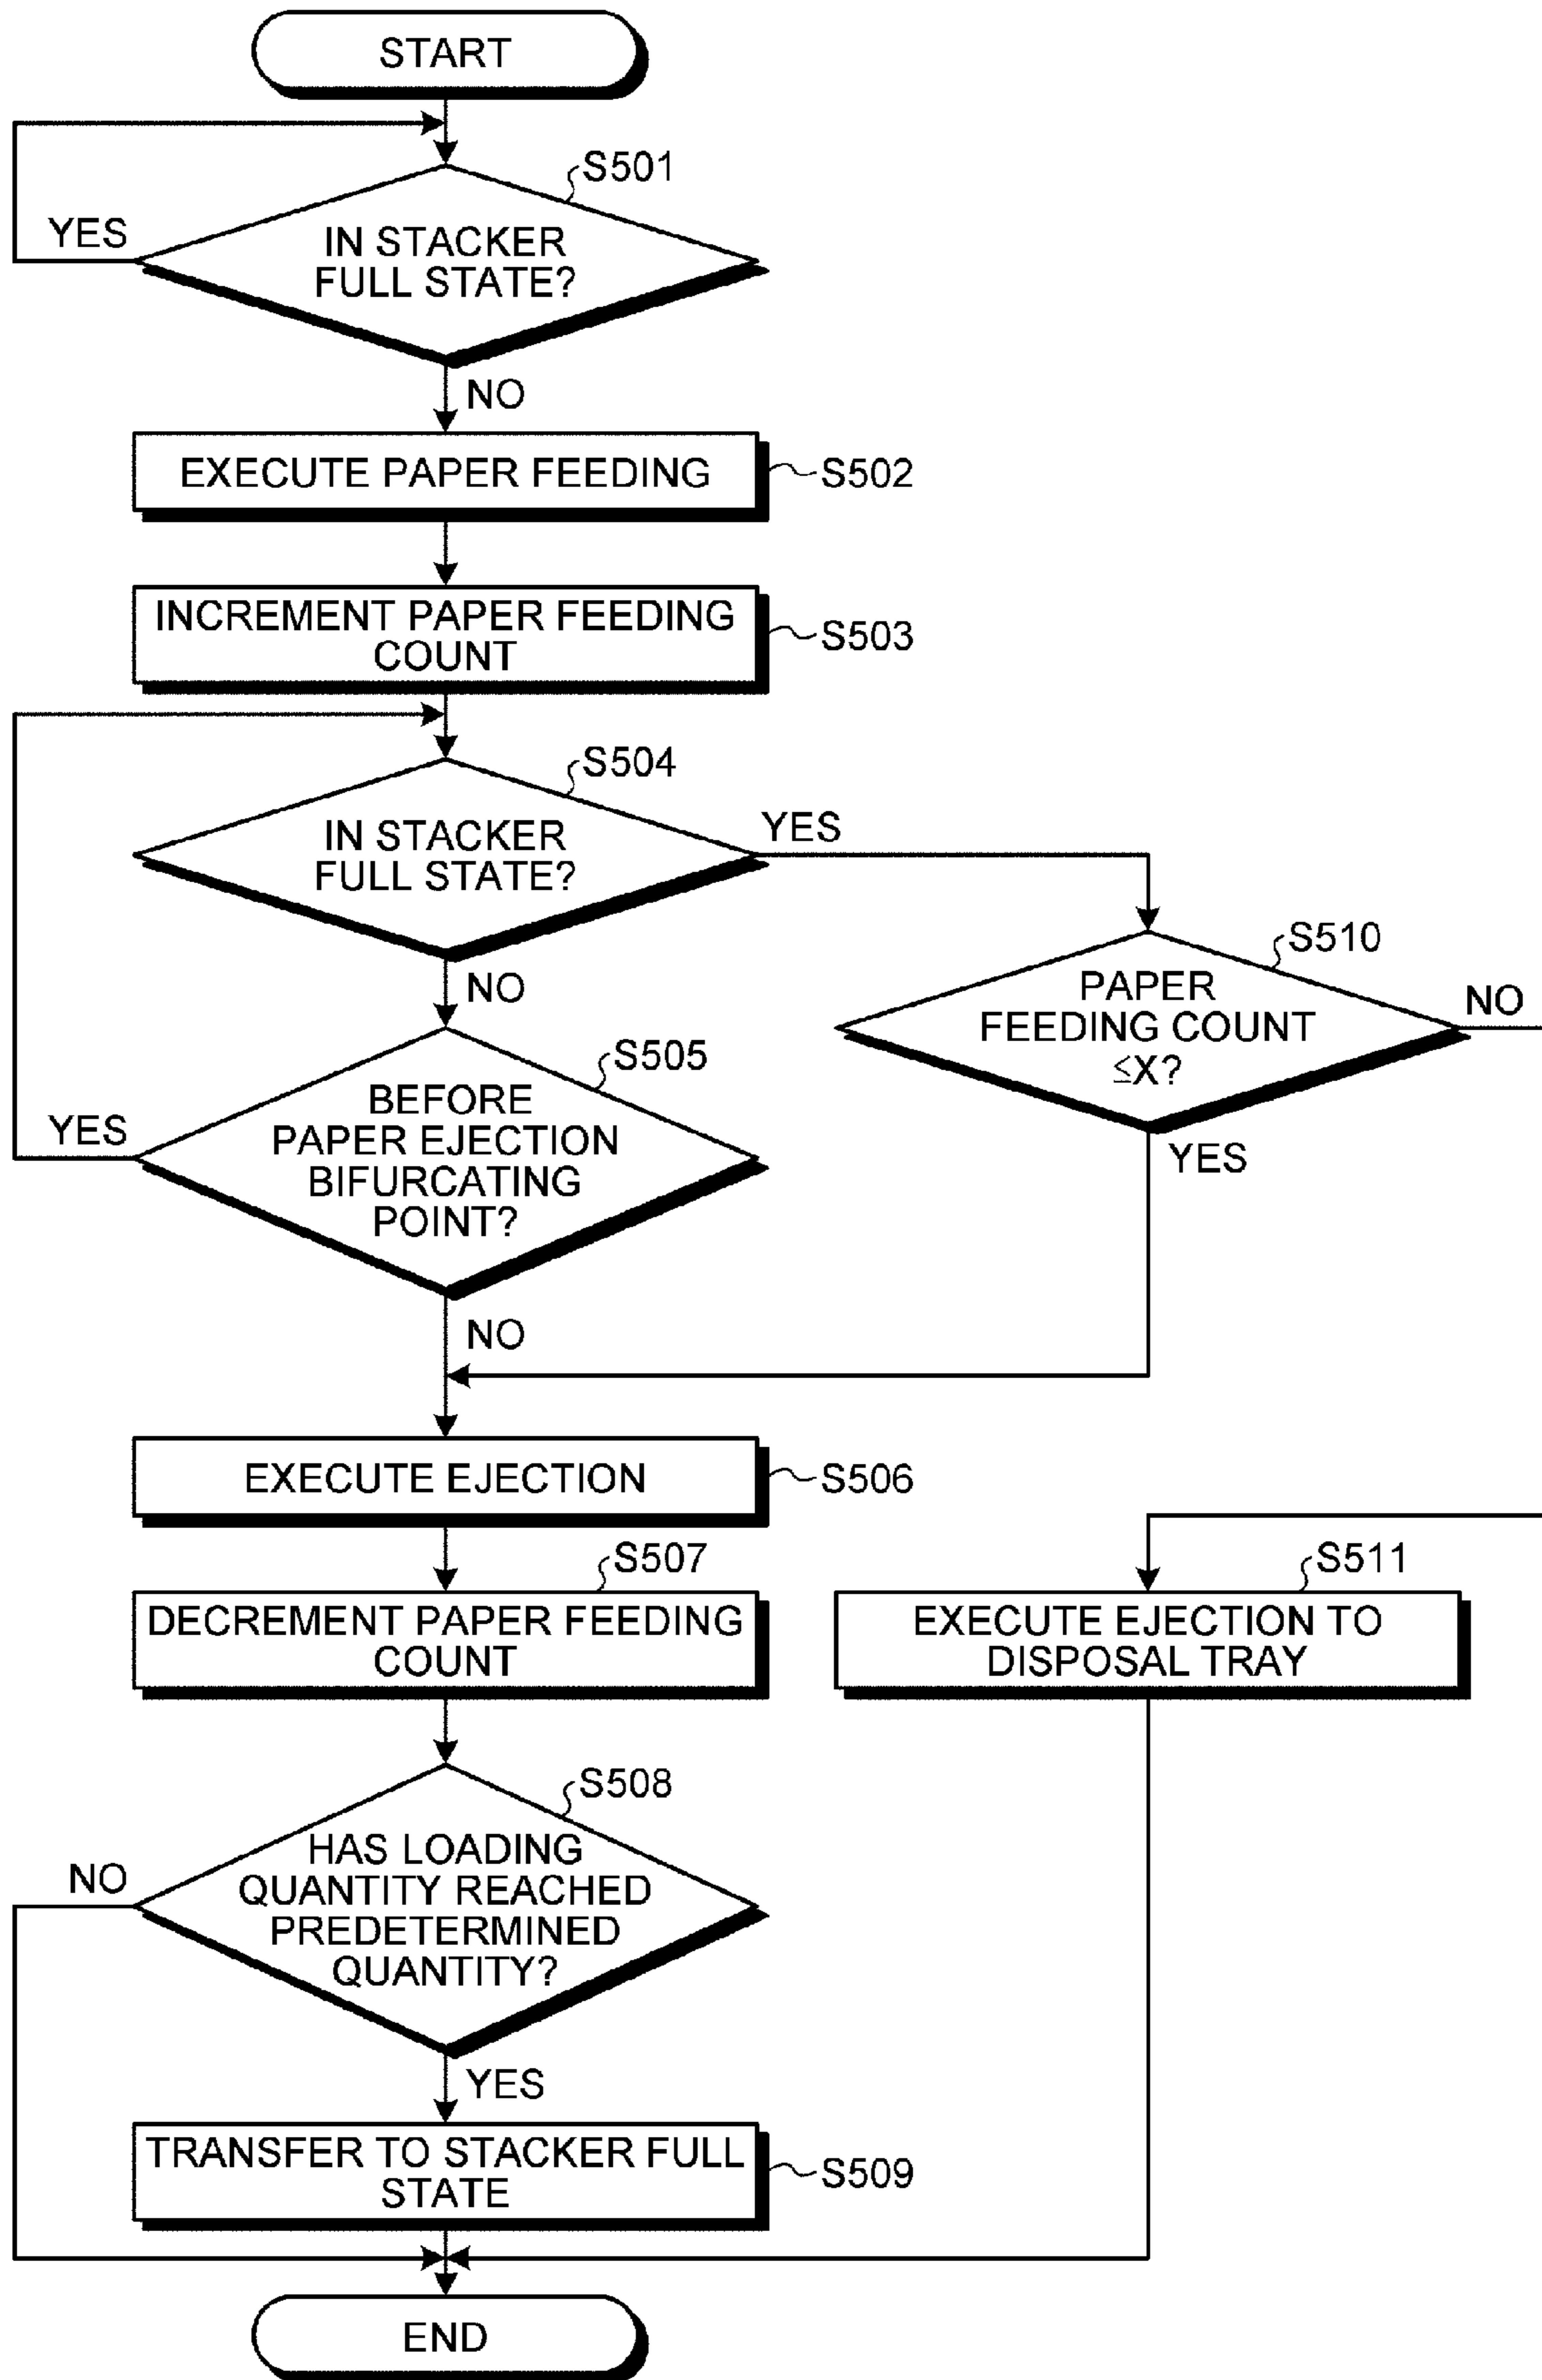 START
S501
YES
IN STACKER
FULL STATE?
NO
EXECUTE PAPER FEEDING
S502
INCREMENT PAPER FEEDING
COUNT
S503
S504
IN STACKER
FULL STATE?
YES
NO
S510
PAPER
FEEDING COUNT
≤X?
NO
YES
S505
BEFORE
PAPER EJECTION
BIFURCATING
POINT?
YES
NO
EXECUTE EJECTION
S506
S507
DECREMENT PAPER FEEDING
COUNT
S511
EXECUTE EJECTION TO
DISPOSAL TRAY
S508
HAS LOADING
QUANTITY REACHED
PREDETERMINED
QUANTITY?
NO
YES
TRANSFER TO STACKER FULL
STATE
S509
END